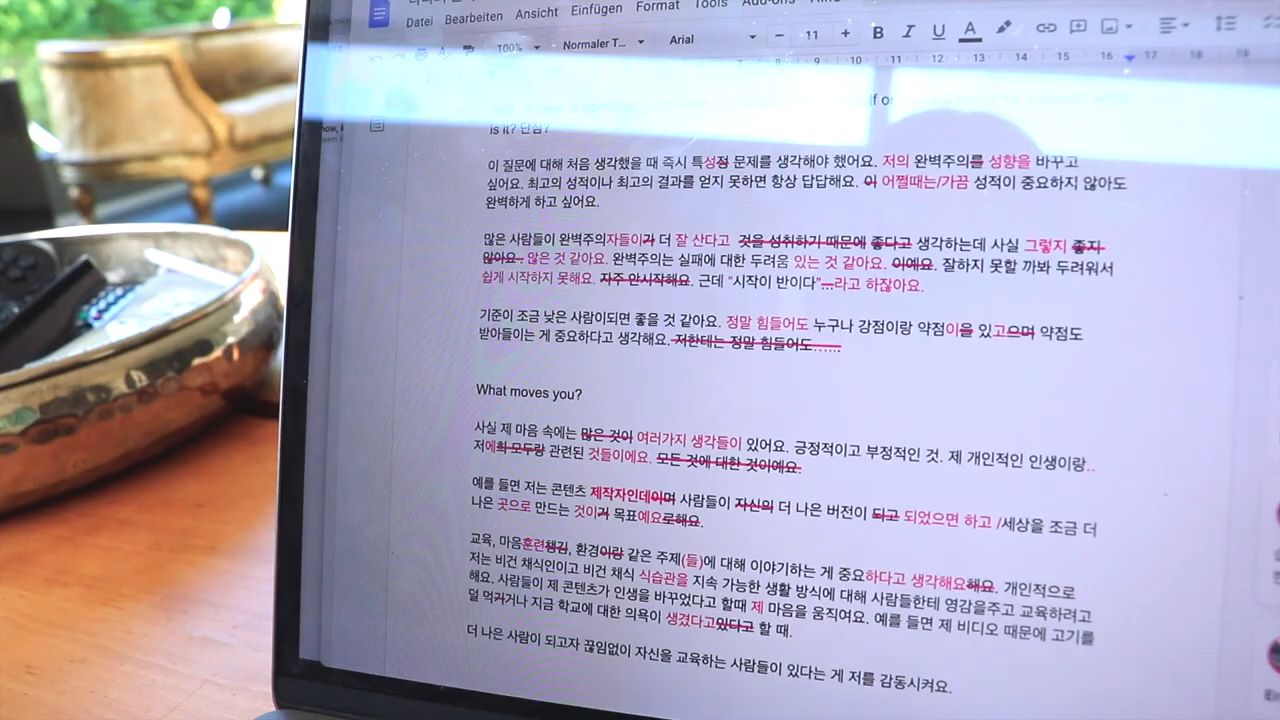 Datei Bearbeiten Ansicht Einfügen Format Tools Add-ons
100% Normaler T... Arial 11 B I U A
7 8 9 10 11 12 13 14 15 16 17 18 19
is it? 단점?
이 질문에 대해 처음 생각했을 때 즉시 특성정 문제를 생각해야 했어요. 저의 완벽주의를 성향을 바꾸고
싶어요. 최고의 성적이나 최고의 결과를 얻지 못하면 항상 답답해요. 이 어쩔때는/가끔 성적이 중요하지 않아도
완벽하게 하고 싶어요.
많은 사람들이 완벽주의자들이가 더 잘 산다고 것을 성취하기 때문에 좋다고 생각하는데 사실 그렇지 좋지
않아요. 않은 것 같아요. 완벽주의는 실패에 대한 두려움 있는 것 같아요. 이예요. 잘하지 못할 까봐 두려워서
쉽게 시작하지 못해요. 자주 안시작해요. 근데 “시작이 반이다”...라고 하잖아요.
기준이 조금 낮은 사람이되면 좋을 것 같아요. 정말 힘들어도 누구나 강점이랑 약점이을 있고으며 약점도
받아들이는 게 중요하다고 생각해요. 저한테는 정말 힘들어도......
What moves you?
사실 제 마음 속에는 많은 것이 여러가지 생각들이 있어요. 긍정적이고 부정적인 것. 제 개인적인 인생이랑..
저에희 모두랑 관련된 것들이에요. 모든 것에 대한 것이예요.
예를 들면 저는 콘텐츠 제작자인데이며 사람들이 자신의 더 나은 버전이 되고 되었으면 하고 /세상을 조금 더
나은 곳으로 만드는 것이거 목표예요로해요.
교육, 마음훈련챙김, 환경이랑 같은 주제(들)에 대해 이야기하는 게 중요하다고 생각해요해요. 개인적으로
저는 비건 채식인이고 비건 채식 식습관을 지속 가능한 생활 방식에 대해 사람들한테 영감을주고 교육하려고
해요. 사람들이 제 콘텐츠가 인생을 바꾸었다고 할때 제 마음을 움직여요. 예를 들면 제 비디오 때문에 고기를
덜 먹가거나 지금 학교에 대한 의욕이 생겼다고있다고 할 때.
더 나은 사람이 되고자 끊임없이 자신을 교육하는 사람들이 있다는 게 저를 감동시켜요.